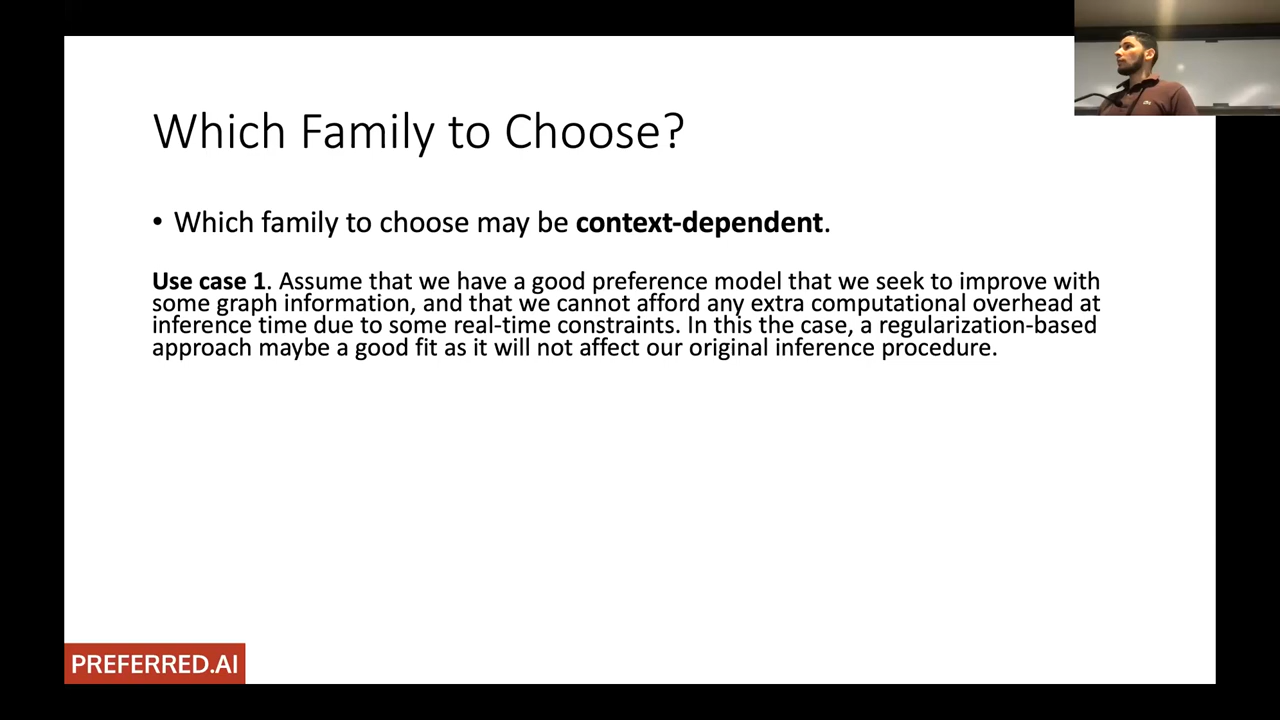 Which Family to Choose?
• Which family to choose may be context-dependent.
Use case 1. Assume that we have a good preference model that we seek to improve with
some graph information, and that we cannot afford any extra computational overhead at
inference time due to some real-time constraints. In this the case, a regularization-based
approach maybe a good fit as it will not affect our original inference procedure.
PREFERRED.AI